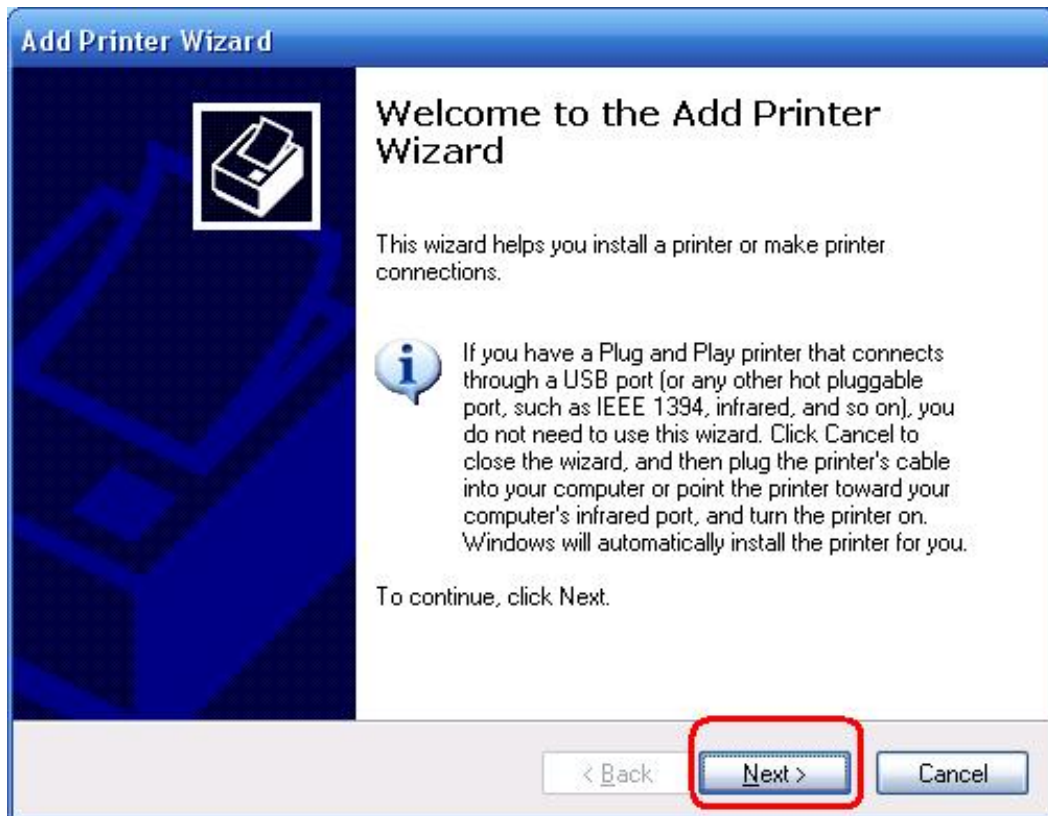 Add Printer Wizard
Welcome to the Add Printer
Wizard
This wizard helps you install a printer or make printer
connections.
If you have a Plug and Play printer that connects
through a USB port (or any other hot pluggable
port, such as IEEE 1394, infrared, and so on), you
do not need to use this wizard. Click Cancel to
close the wizard, and then plug the printer's cable
into your computer or point the printer toward your
computer's infrared port, and turn the printer on.
Windows will automatically install the printer for you.
To continue, click Next.
< Back Next > Cancel